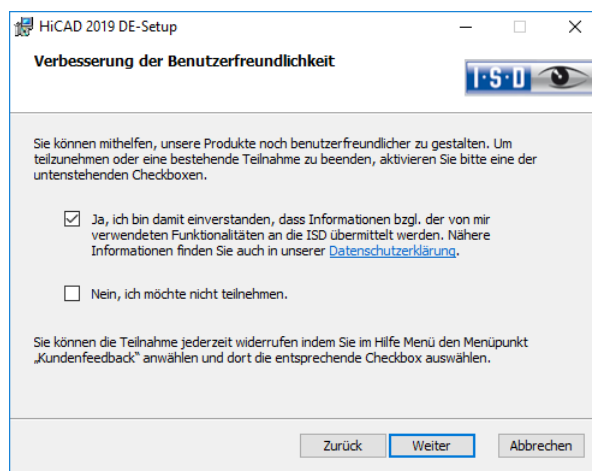 HiCAD 2019 DE-Setup
Verbesserung der Benutzerfreundlichkeit
I·S·D
Sie können mithelfen, unsere Produkte noch benutzerfreundlicher zu gestalten. Um
teilzunehmen oder eine bestehende Teilnahme zu beenden, aktivieren Sie bitte eine der
untenstehenden Checkboxen.
Ja, ich bin damit einverstanden, dass Informationen bzgl. der von mir
verwendeten Funktionalitäten an die ISD übermittelt werden. Nähere
Informationen finden Sie auch in unserer Datenschutzerklärung.
Nein, ich möchte nicht teilnehmen.
Sie können die Teilnahme jederzeit widerrufen indem Sie im Hilfe Menü den Menüpunkt
„Kundenfeedback“ anwählen und dort die entsprechende Checkbox auswählen.
Zurück Weiter Abbrechen